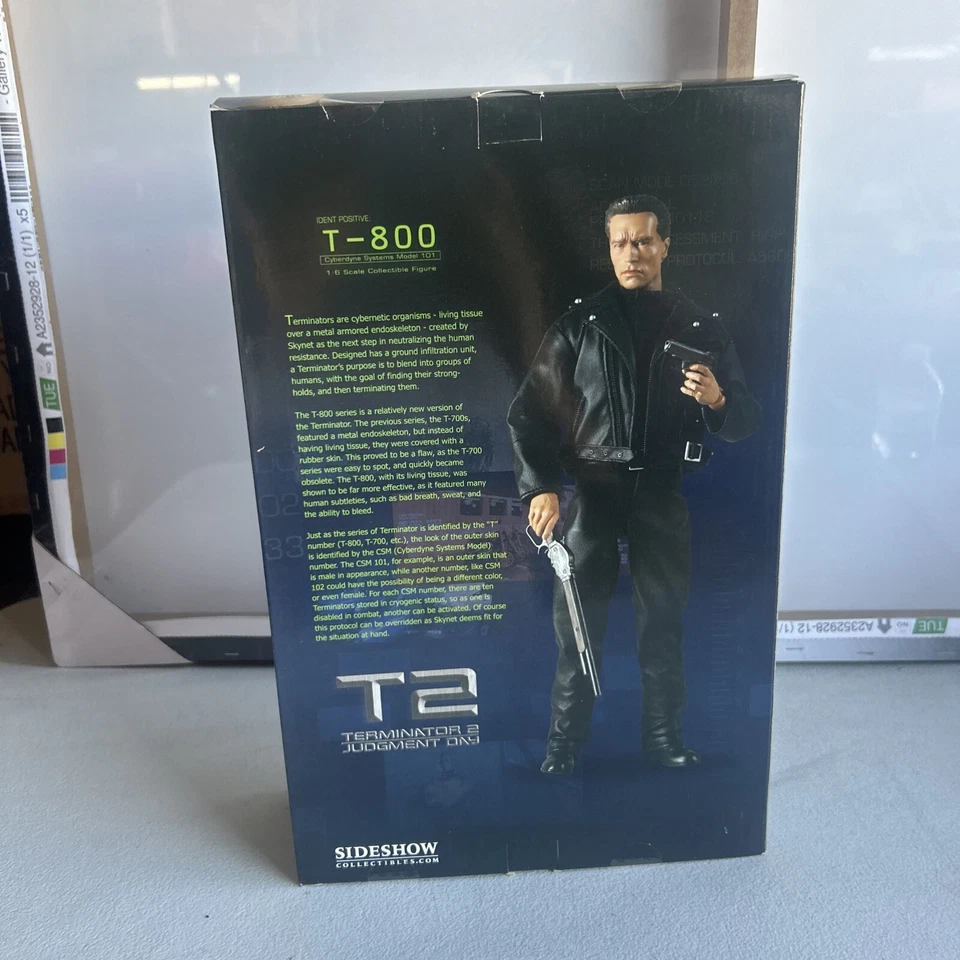 IDENT POSITIVE:
T-800
Cyberdyne Systems Model 101
1:6 Scale Collectible Figure
Terminators are cybernetic organisms - living tissue
over a metal armored endoskeleton - created by
Skynet as the next step in neutralizing the human
resistance. Designed has a ground infiltration unit,
a Terminator's purpose is to blend into groups of
humans, with the goal of finding their strong-
holds, and then terminating them.
The T-800 series is a relatively new version of
the Terminator. The previous series, the T-700s,
featured a metal endoskeleton, but instead of
having living tissue, they were covered with a
rubber skin. This proved to be a flaw, as the T-700
series were easy to spot, and quickly became
obsolete. The T-800, with its living tissue, was
shown to be far more effective, as it featured many
human subtleties, such as bad breath, sweat, and
the ability to bleed.
Just as the series of Terminator is identified by the "T"
number (T-800, T-700, etc.), the look of the outer skin
is identified by the CSM (Cyberdyne Systems Model)
number. The CSM 101, for example, is an outer skin that
is male in appearance, while another number, like CSM
102 could have the possibility of being a different color,
or even female. For each CSM number, there are ten
Terminators stored in cryogenic status, so as one is
disabled in combat, another can be activated. Of course
this protocol can be overridden as Skynet deems fit for
the situation at hand.
T2
TERMINATOR 2
JUDGMENT DAY
SIDESHOW
COLLECTIBLES.COM
SCAN MODE
PROTOCOL
A2352928-12 (1/1) x5
TUE
A2352928-12 (1/
TUE